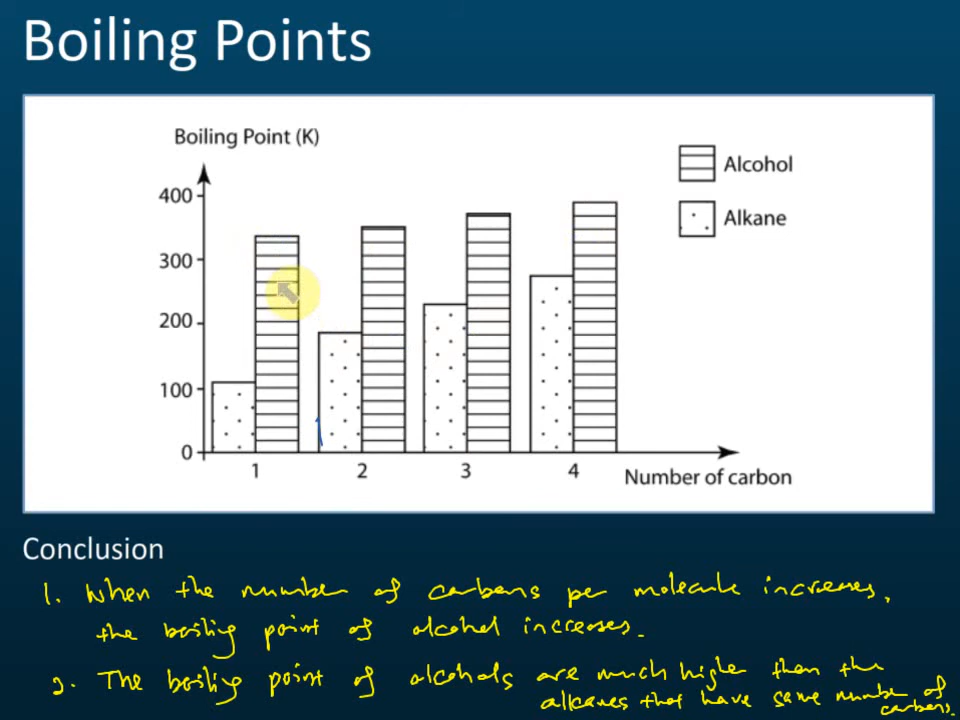 Boiling Points
Boiling Point (K)
Alcohol
Alkane
400
300
200
100
0
1 2 3 4
Number of carbon
Conclusion
1. When the number of carbons per molecule increases,
the boiling point of alcohol increases.
2. The boiling point of alcohols are much higher than the
alkanes that have same number of
carbons.